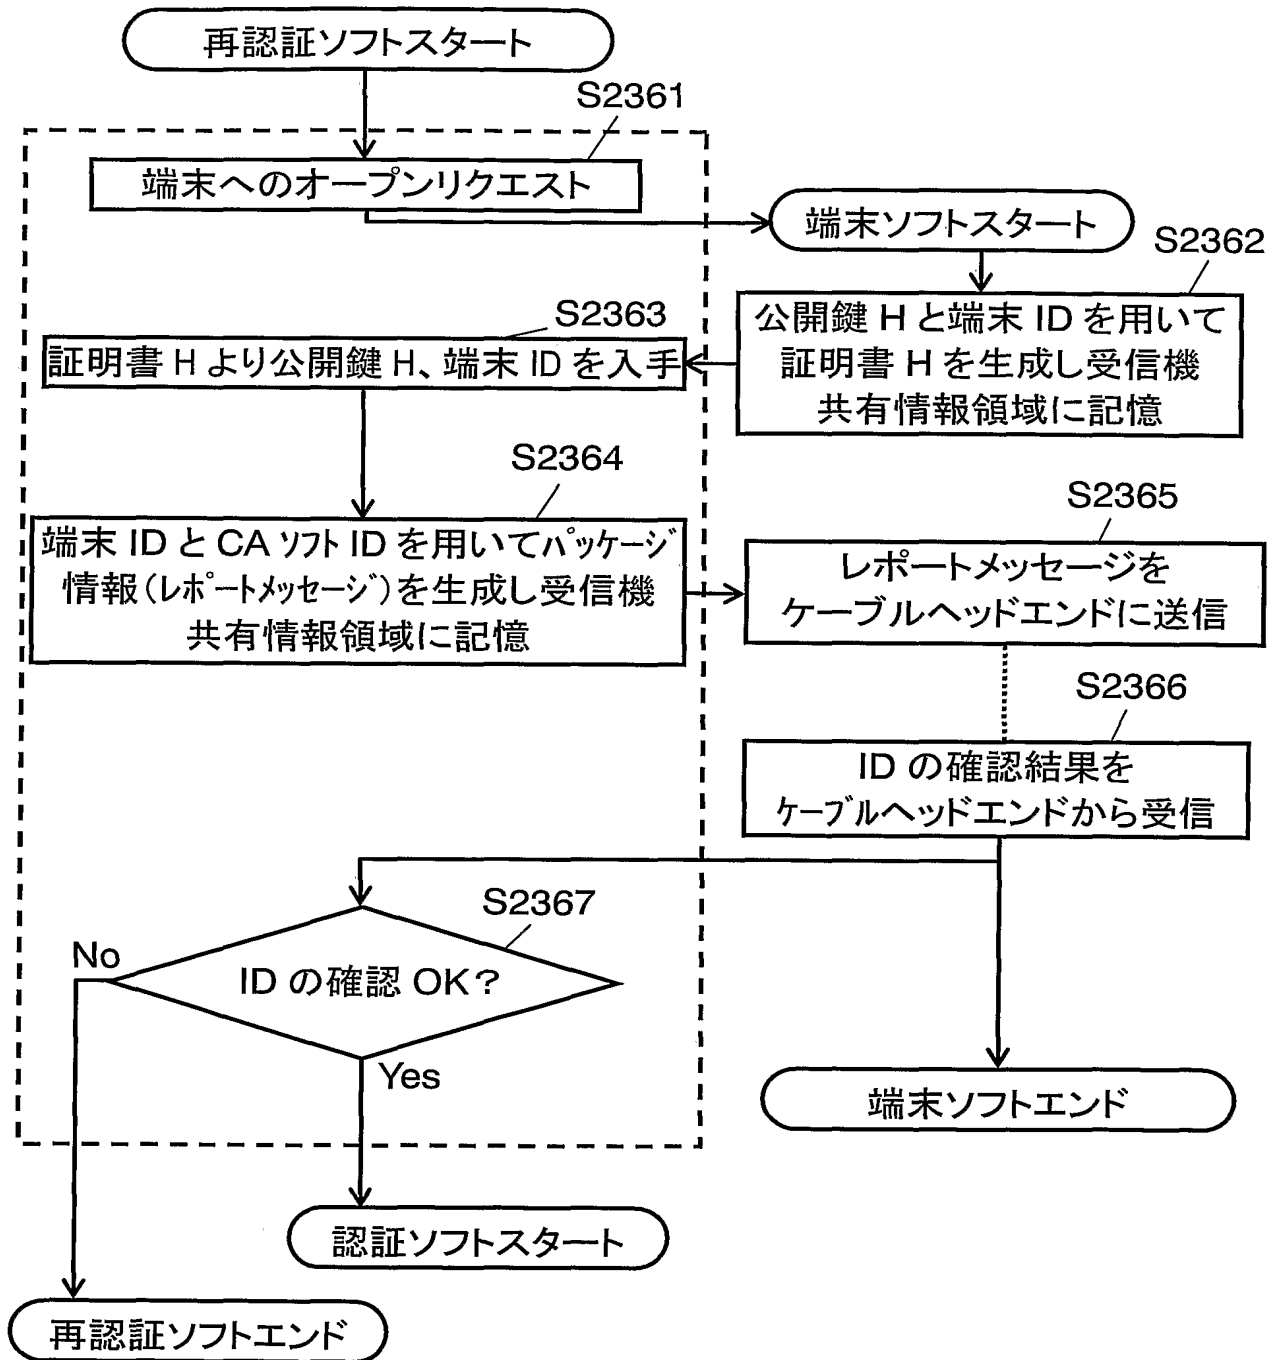 再認証ソフトスタート
S2361
端末へのオープンリクエスト
端末ソフトスタート
S2362
公開鍵 H と端末 ID を用いて
証明書 H を生成し受信機
共有情報領域に記憶
S2363
証明書 H より公開鍵 H、端末 ID を入手
S2364
端末 ID と CA ソフト ID を用いてパッケージ
情報(レポートメッセージ)を生成し受信機
共有情報領域に記憶
S2365
レポートメッセージを
ケーブルヘッドエンドに送信
S2366
ID の確認結果を
ケーブルヘッドエンドから受信
S2367
ID の確認 OK?
No
Yes
端末ソフトエンド
認証ソフトスタート
再認証ソフトエンド